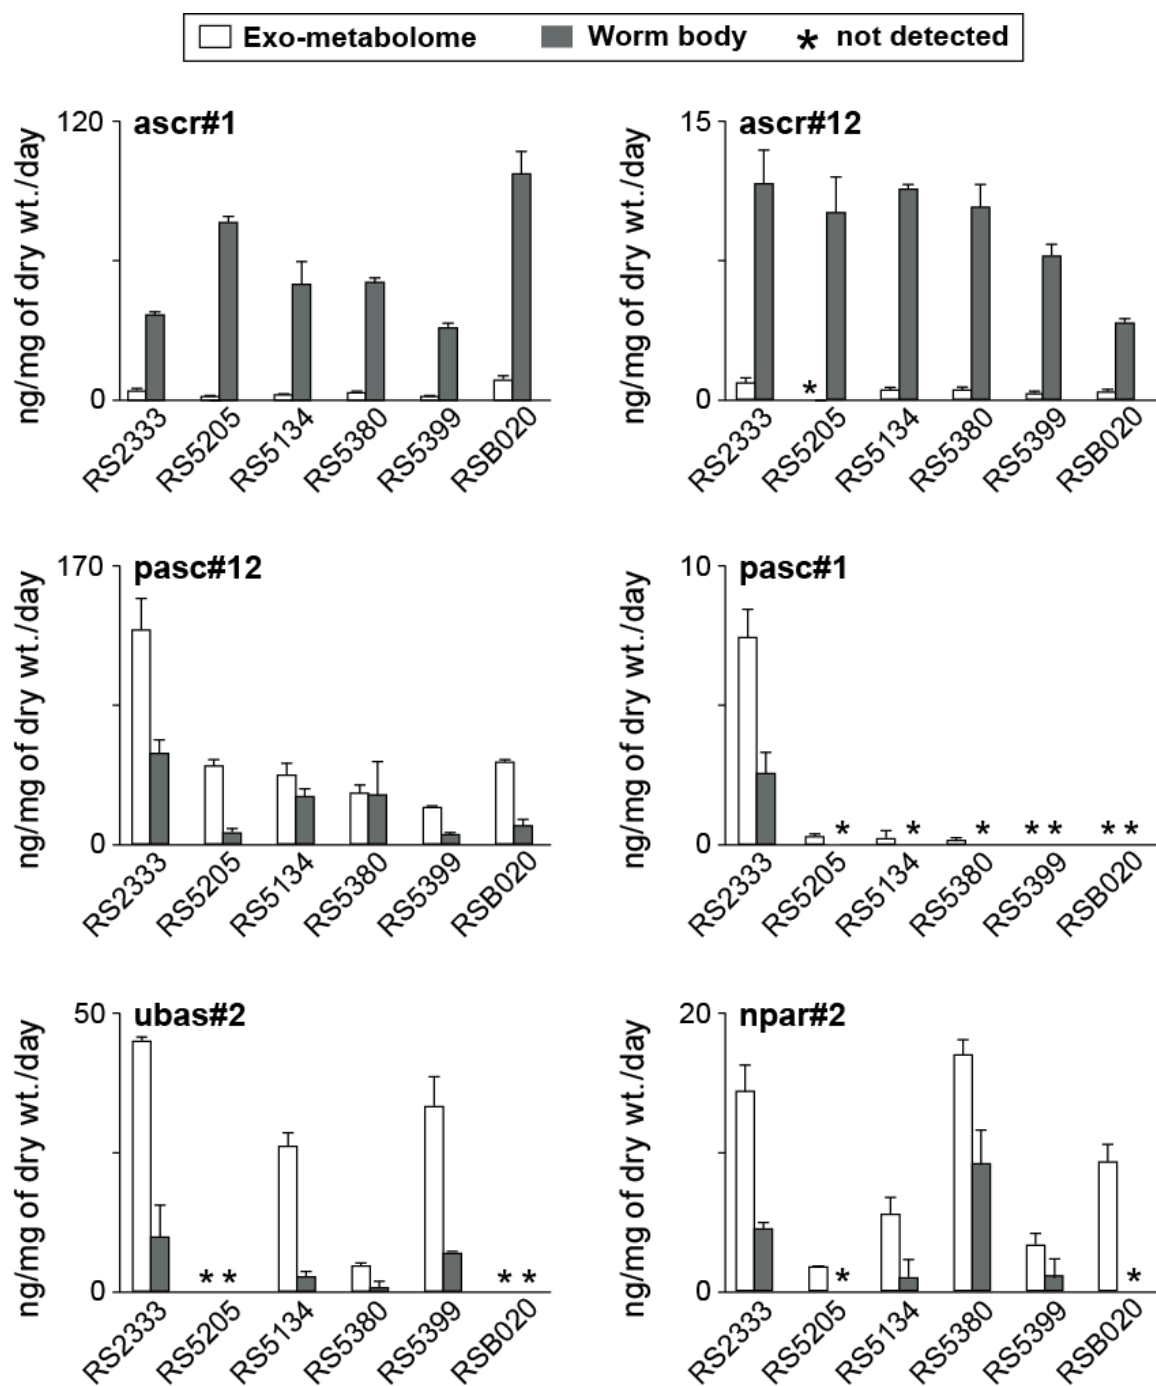 Exo-metabolome Worm body * not detected
ascr#1
ng/mg of dry wt./day
120
0
RS2333 RS5205 RS5134 RS5380 RS5399 RSB020
ascr#12
ng/mg of dry wt./day
15
0
*
RS2333 RS5205 RS5134 RS5380 RS5399 RSB020
pasc#12
ng/mg of dry wt./day
170
0
RS2333 RS5205 RS5134 RS5380 RS5399 RSB020
pasc#1
ng/mg of dry wt./day
10
0
* * * * * * *
RS2333 RS5205 RS5134 RS5380 RS5399 RSB020
ubas#2
ng/mg of dry wt./day
50
0
* * * *
RS2333 RS5205 RS5134 RS5380 RS5399 RSB020
npar#2
ng/mg of dry wt./day
20
0
* *
RS2333 RS5205 RS5134 RS5380 RS5399 RSB020